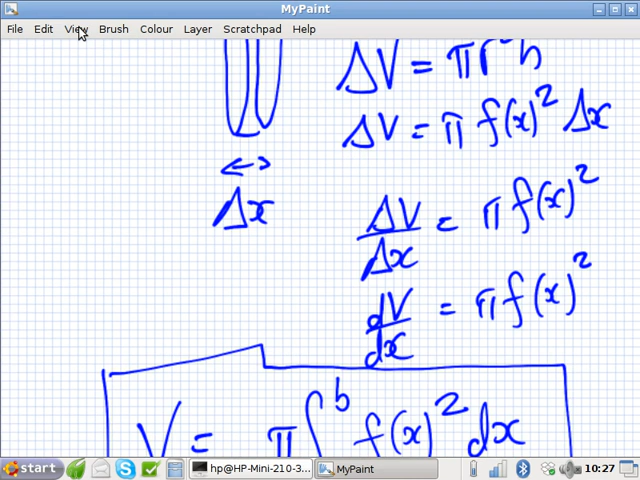 MyPaint
File Edit View Brush Colour Layer Scratchpad Help
ΔV = πr²h
ΔV = π f(x)² Δx
Δx
ΔV/Δx = π f(x)²
dV/dx = π f(x)²
V = π ∫ᵇ f(x)² dx
start hp@HP-Mini-210-3... MyPaint 10:27